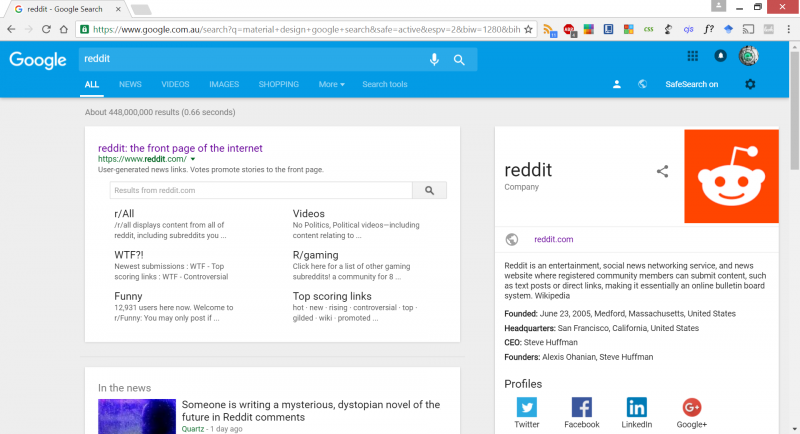 reddit - Google Search
https://www.google.com.au/search?q=material+design+google+search&safe=active&espv=2&biw=1280&bih
css
cjs
f?
Google
reddit
ALL NEWS VIDEOS IMAGES SHOPPING More Search tools
SafeSearch on
About 448,000,000 results (0.66 seconds)
reddit: the front page of the internet
https://www.reddit.com/
User-generated news links. Votes promote stories to the front page.
Results from reddit.com
r/All
/r/all displays content from all of
reddit, including subreddits you ...
Videos
No Politics, Political videos—including
content relating to ...
WTF?!
Newest submissions : WTF - Top
scoring links : WTF - Controversial
R/gaming
Click here for a list of other gaming
subreddits! a community for 8 ...
Funny
12,931 users here now. Welcome to
r/Funny: You may only post if ...
Top scoring links
hot · new · rising · controversial · top ·
gilded · wiki · promoted ...
In the news
Someone is writing a mysterious, dystopian novel of the
future in Reddit comments
Quartz - 1 day ago
reddit
Company
reddit.com
Reddit is an entertainment, social news networking service, and news
website where registered community members can submit content, such
as text posts or direct links, making it essentially an online bulletin board
system. Wikipedia
Founded: June 23, 2005, Medford, Massachusetts, United States
Headquarters: San Francisco, California, United States
CEO: Steve Huffman
Founders: Alexis Ohanian, Steve Huffman
Profiles
Twitter Facebook LinkedIn Google+